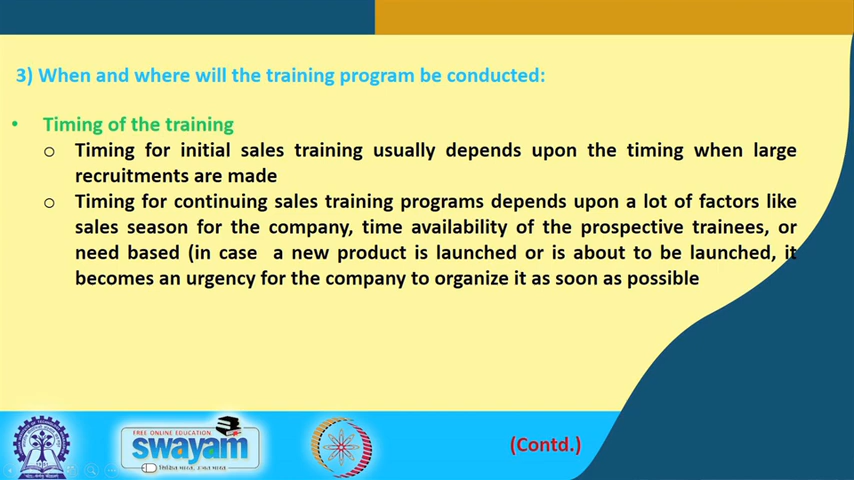 3) When and where will the training program be conducted:
• Timing of the training
o Timing for initial sales training usually depends upon the timing when large
recruitments are made
o Timing for continuing sales training programs depends upon a lot of factors like
sales season for the company, time availability of the prospective trainees, or
need based (in case a new product is launched or is about to be launched, it
becomes an urgency for the company to organize it as soon as possible
FREE ONLINE EDUCATION
swayam
(Contd.)